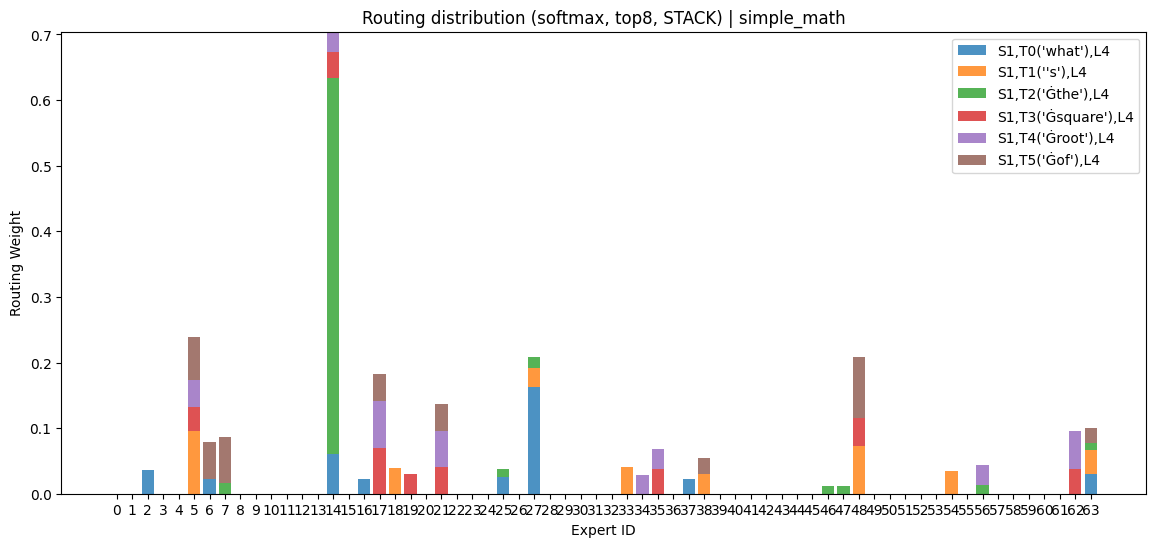 Routing distribution (softmax, top8, STACK) | simple_math
0.7
0.6
0.5
0.4
0.3
0.2
0.1
0.0
Routing Weight
S1,T0('what'),L4
S1,T1(''s'),L4
S1,T2('Ġthe'),L4
S1,T3('Ġsquare'),L4
S1,T4('Ġroot'),L4
S1,T5('Ġof'),L4
0 1 2 3 4 5 6 7 8 9 10 11 12 13 14 15 16 17 18 19 20 21 22 23 24 25 26 27 28 29 30 31 32 33 34 35 36 37 38 39 40 41 42 43 44 45 46 47 48 49 50 51 52 53 54 55 56 57 58 59 60 61 62 63
Expert ID